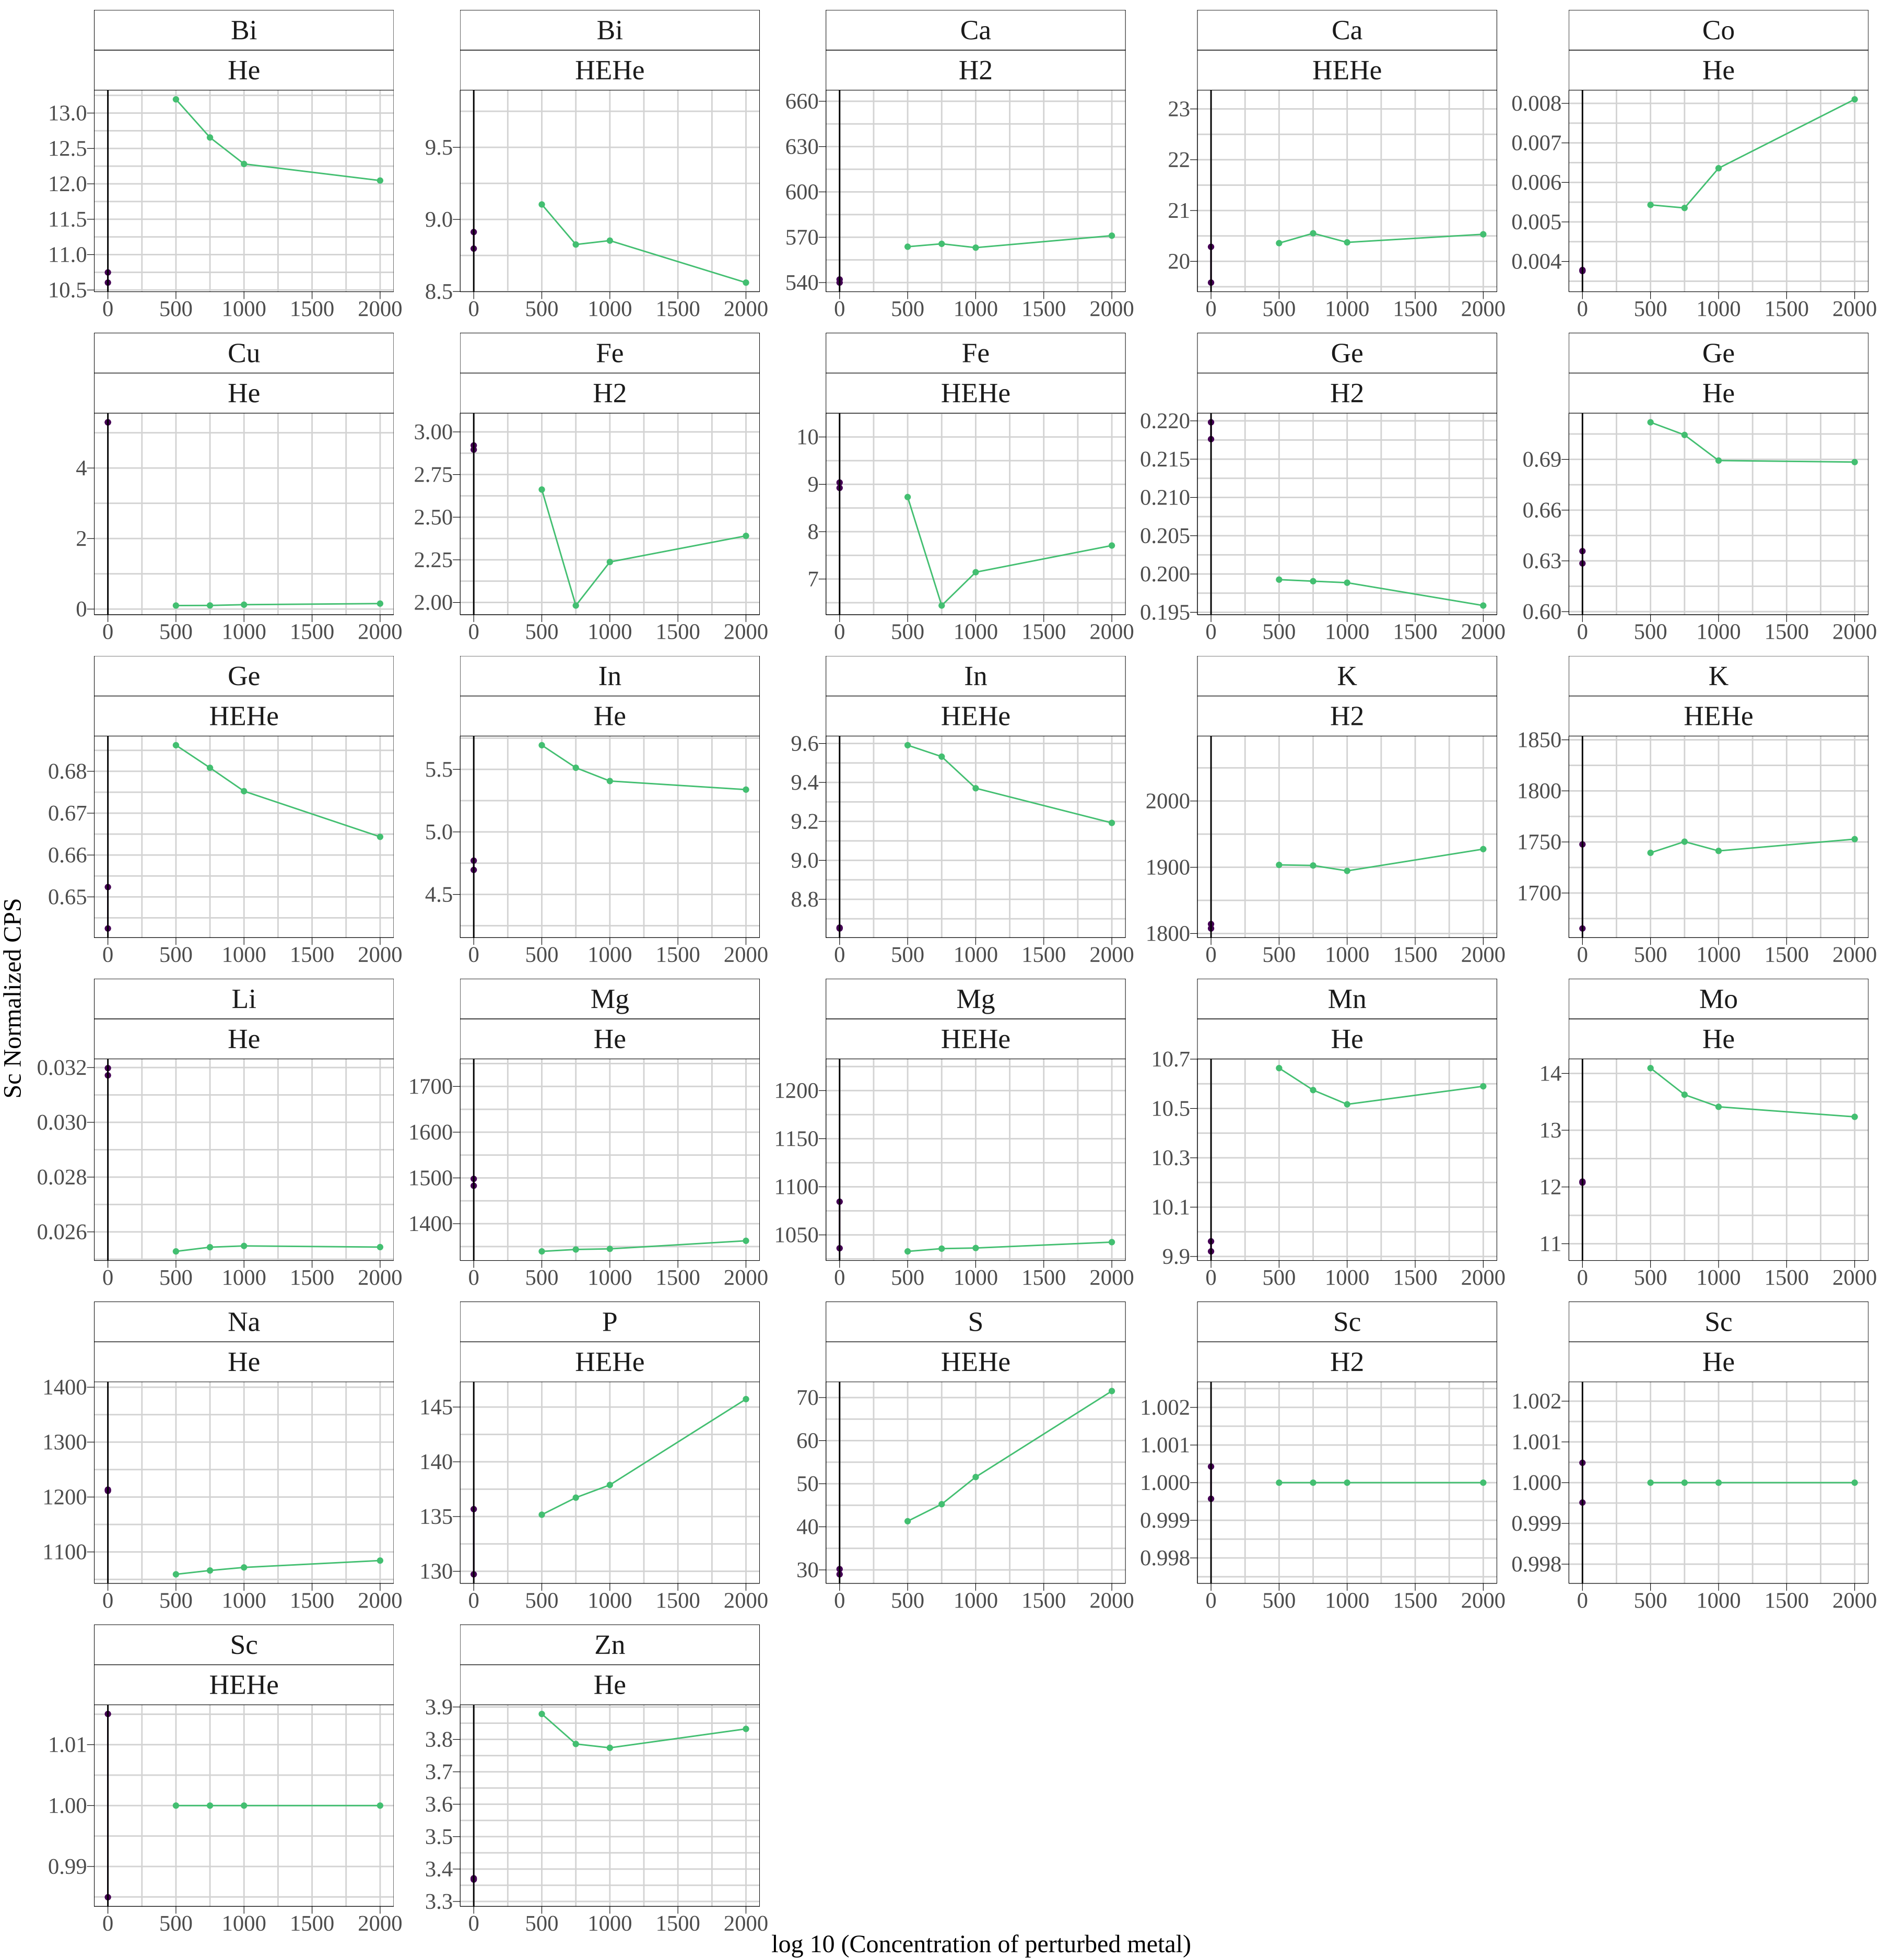 Bi Bi Ca Ca Co
He HEHe H2 HEHe He
13.0 12.5 12.0 11.5 11.0 10.5
9.5 9.0 8.5
660 630 600 570 540
23 22 21 20
0.008 0.007 0.006 0.005 0.004
0 500 1000 1500 2000 0 500 1000 1500 2000 0 500 1000 1500 2000 0 500 1000 1500 2000 0 500 1000 1500 2000
Cu Fe Fe Ge Ge
He H2 HEHe H2 He
4 2 0
3.00 2.75 2.50 2.25 2.00
10 9 8 7
0.220 0.215 0.210 0.205 0.200 0.195
0.69 0.66 0.63 0.60
0 500 1000 1500 2000 0 500 1000 1500 2000 0 500 1000 1500 2000 0 500 1000 1500 2000 0 500 1000 1500 2000
Ge In In K K
HEHe He HEHe H2 HEHe
0.68 0.67 0.66 0.65
5.5 5.0 4.5
9.6 9.4 9.2 9.0 8.8
2000 1900 1800
1850 1800 1750 1700
0 500 1000 1500 2000 0 500 1000 1500 2000 0 500 1000 1500 2000 0 500 1000 1500 2000 0 500 1000 1500 2000
Sc Normalized CPS
Li Mg Mg Mn Mo
He He HEHe He He
0.032 0.030 0.028 0.026
1700 1600 1500 1400
1200 1150 1100 1050
10.7 10.5 10.3 10.1 9.9
14 13 12 11
0 500 1000 1500 2000 0 500 1000 1500 2000 0 500 1000 1500 2000 0 500 1000 1500 2000 0 500 1000 1500 2000
Na P S Sc Sc
He HEHe HEHe H2 He
1400 1300 1200 1100
145 140 135 130
70 60 50 40 30
1.002 1.001 1.000 0.999 0.998
1.002 1.001 1.000 0.999 0.998
0 500 1000 1500 2000 0 500 1000 1500 2000 0 500 1000 1500 2000 0 500 1000 1500 2000 0 500 1000 1500 2000
Sc Zn
HEHe He
1.01 1.00 0.99
3.9 3.8 3.7 3.6 3.5 3.4 3.3
0 500 1000 1500 2000 0 500 1000 1500 2000
log 10 (Concentration of perturbed metal)